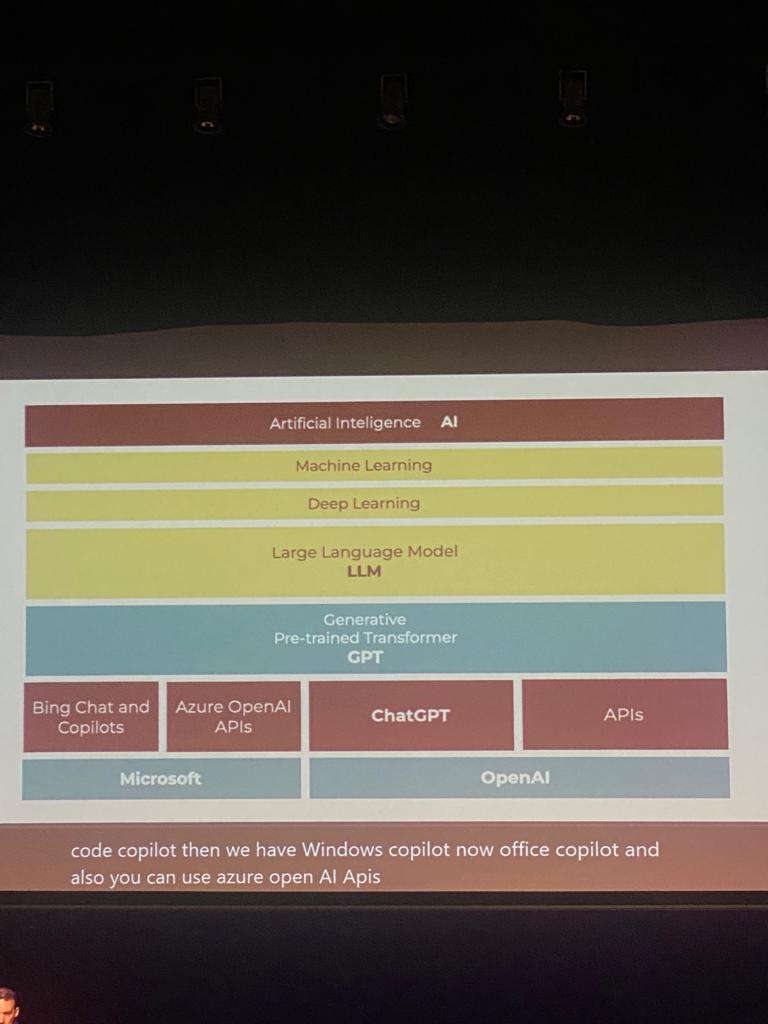 Artificial Inteligence AI
Machine Learning
Deep Learning
Large Language Model
LLM
Generative
Pre-trained Transformer
GPT
Bing Chat and
Copilots
Azure OpenAI
APIs
ChatGPT
APIs
Microsoft
OpenAI
code copilot then we have Windows copilot now office copilot and
also you can use azure open AI Apis